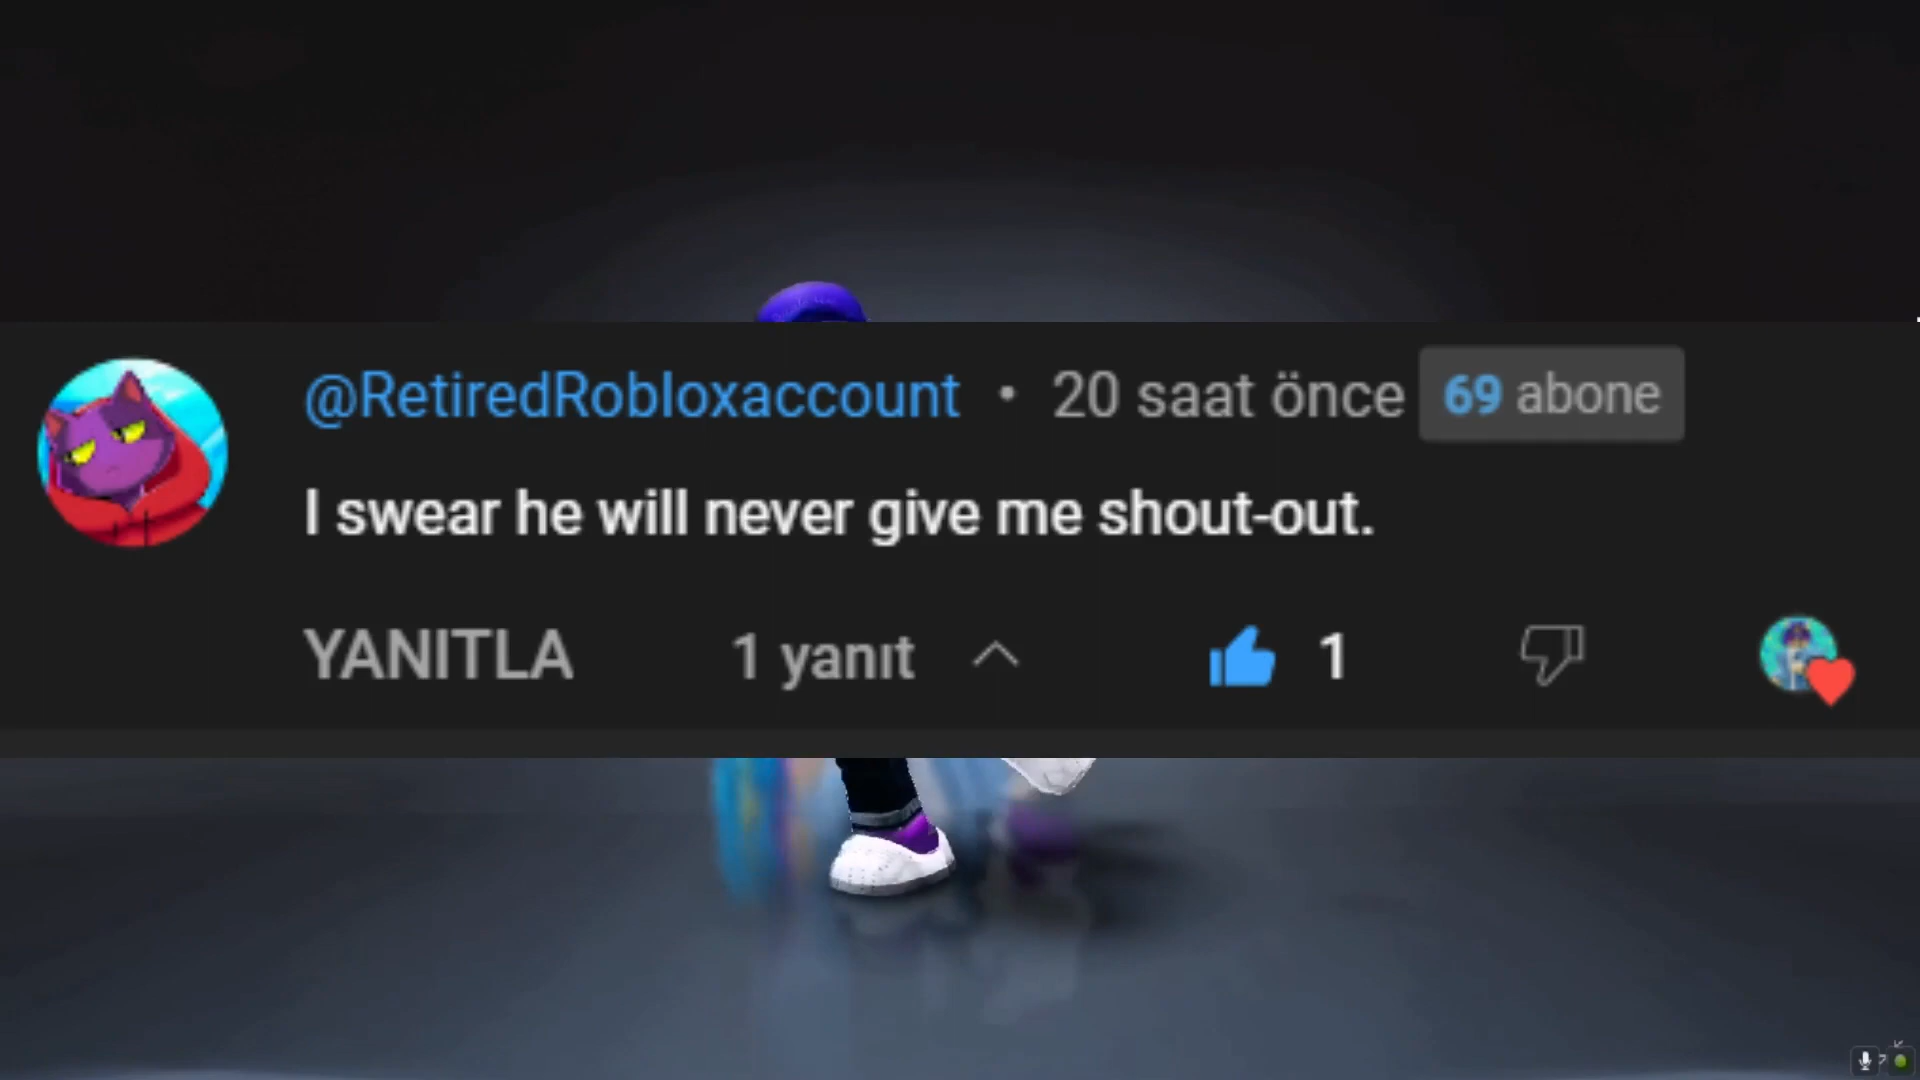 @RetiredRobloxaccount • 20 saat önce 69 abone
I swear he will never give me shout-out.
YANITLA 1 yanıt 1